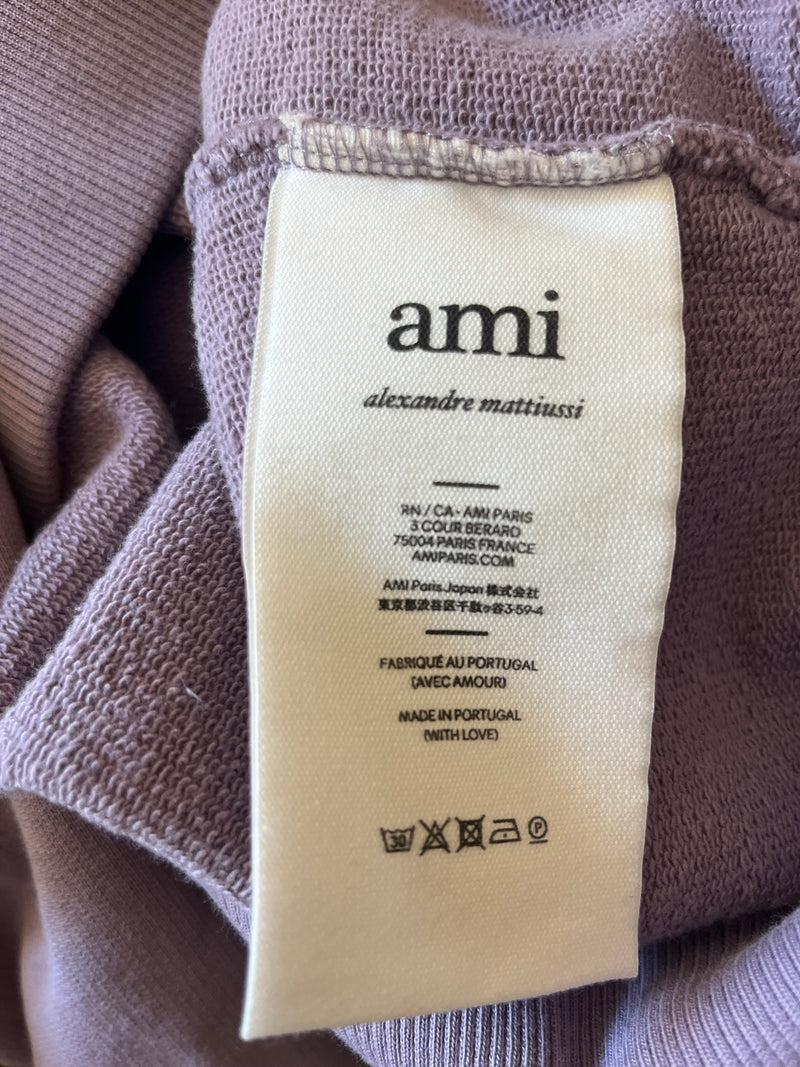 ami
alexandre mattiussi
RN / CA - AMI PARIS
3 COUR BERARD
75004 PARIS FRANCE
AMIPARIS.COM
AMI Paris Japan 株式会社
東京都渋谷区千駄ヶ谷3-59-4
FABRIQUÉ AU PORTUGAL
(AVEC AMOUR)
MADE IN PORTUGAL
(WITH LOVE)
30 P